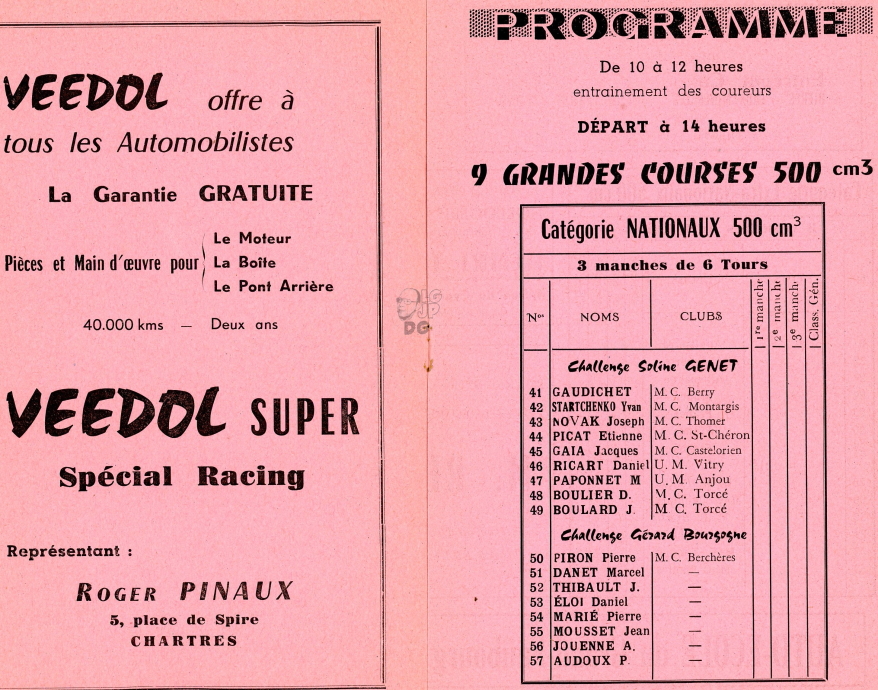 VEEDOL offre à
tous les Automobilistes
La Garantie GRATUITE
Pièces et Main d'œuvre pour
Le Moteur
La Boîte
Le Pont Arrière
40.000 kms — Deux ans
VEEDOL SUPER
Spécial Racing
Représentant :
ROGER PINAUX
5, place de Spire
CHARTRES
LG
JP
DG
PROGRAMME
De 10 à 12 heures
entrainement des coureurs
DÉPART à 14 heures
9 GRANDES COURSES 500 cm3
Catégorie NATIONAUX 500 cm3
3 manches de 6 Tours
Nos NOMS CLUBS 1re manche 2e manch 3e manch Class. Gén.
Challenge Soline GENET
41 GAUDICHET M. C. Berry
42 STARTCHENKO Yvan M. C. Montargis
43 NOVAK Joseph M. C. Thomer
44 PICAT Etienne M. C. St-Chéron
45 GAIA Jacques M. C. Castelorien
46 RICART Daniel U. M. Vitry
47 PAPONNET M U. M. Anjou
48 BOULIER D. M. C. Torcé
49 BOULARD J. M. C. Torcé
Challenge Gérard Bourgogne
50 PIRON Pierre M. C. Berchères
51 DANET Marcel —
52 THIBAULT J. —
53 ÉLOI Daniel —
54 MARIÉ Pierre —
55 MOUSSET Jean —
56 JOUENNE A. —
57 AUDOUX P. —